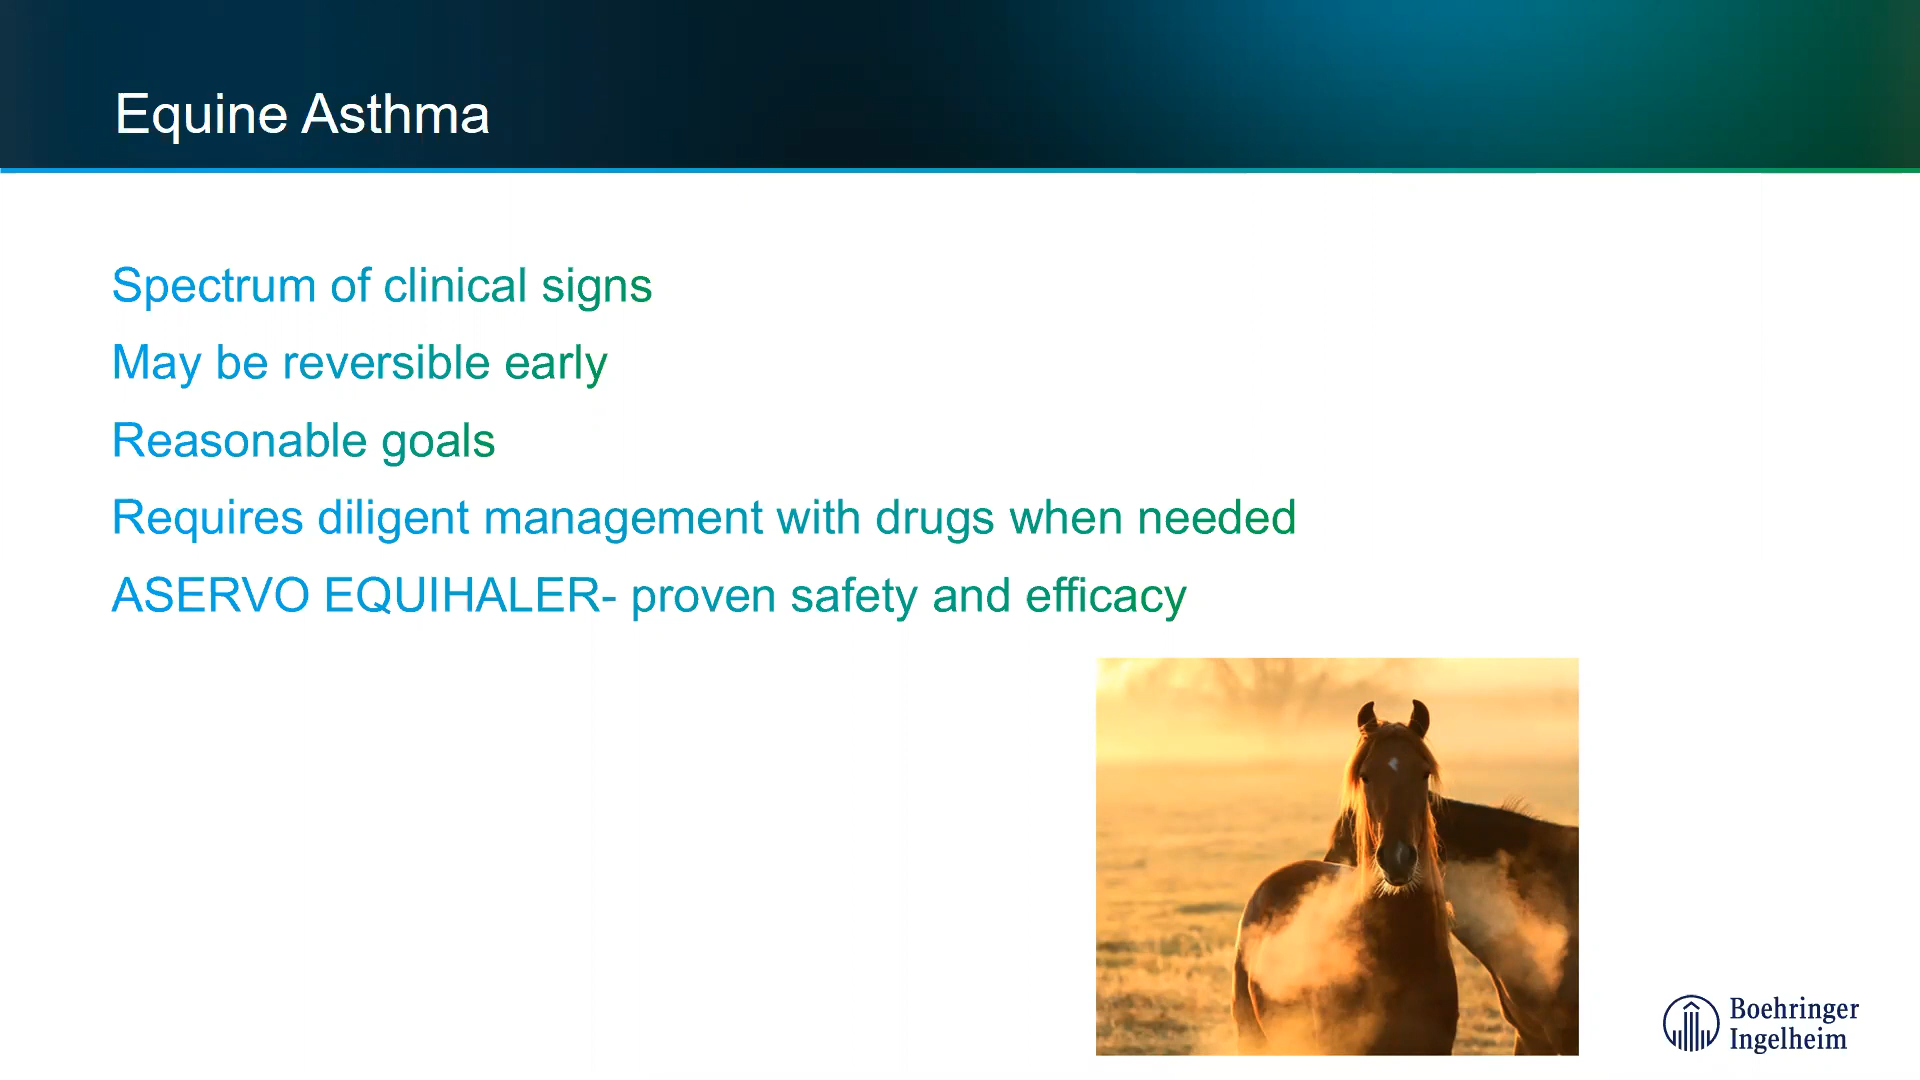 Equine Asthma
Spectrum of clinical signs
May be reversible early
Reasonable goals
Requires diligent management with drugs when needed
ASERVO EQUIHALER- proven safety and efficacy
Boehringer
Ingelheim